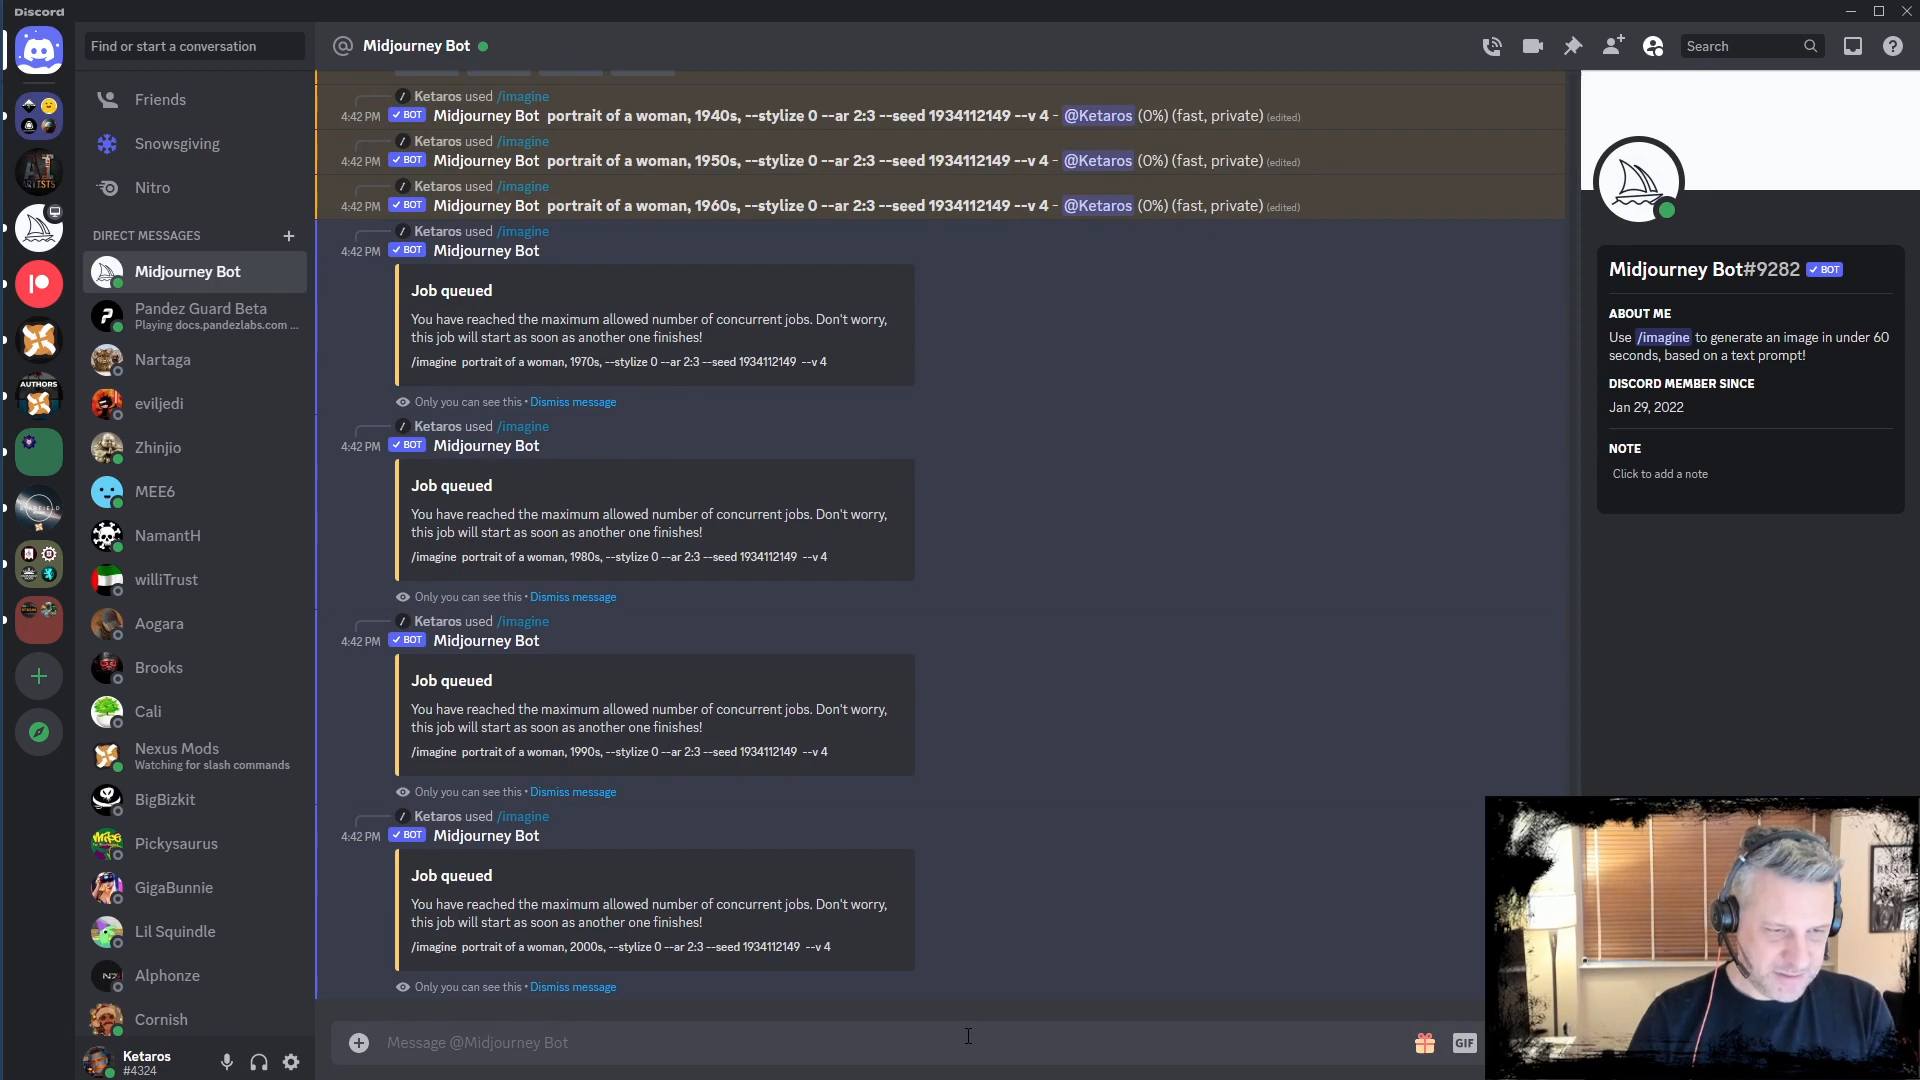 Discord
Find or start a conversation
Friends
Snowsgiving
Nitro
DIRECT MESSAGES
Midjourney Bot
Pandez Guard Beta
Playing docs.pandezlabs.com ...
Nartaga
eviljedi
Zhinjio
MEE6
NamantH
williTrust
Aogara
Brooks
Cali
Nexus Mods
Watching for slash commands
BigBizkit
Pickysaurus
GigaBunnie
Lil Squindle
Alphonze
Cornish
Ketaros
#4324
AUTHORS
Midjourney Bot
Search
Ketaros used /imagine
4:42 PM BOT Midjourney Bot portrait of a woman, 1940s, --stylize 0 --ar 2:3 --seed 1934112149 --v 4 - @Ketaros (0%) (fast, private) (edited)
Ketaros used /imagine
4:42 PM BOT Midjourney Bot portrait of a woman, 1950s, --stylize 0 --ar 2:3 --seed 1934112149 --v 4 - @Ketaros (0%) (fast, private) (edited)
Ketaros used /imagine
4:42 PM BOT Midjourney Bot portrait of a woman, 1960s, --stylize 0 --ar 2:3 --seed 1934112149 --v 4 - @Ketaros (0%) (fast, private) (edited)
Ketaros used /imagine
4:42 PM BOT Midjourney Bot
Job queued
You have reached the maximum allowed number of concurrent jobs. Don't worry,
this job will start as soon as another one finishes!
/imagine portrait of a woman, 1970s, --stylize 0 --ar 2:3 --seed 1934112149 --v 4
Only you can see this • Dismiss message
Ketaros used /imagine
4:42 PM BOT Midjourney Bot
Job queued
You have reached the maximum allowed number of concurrent jobs. Don't worry,
this job will start as soon as another one finishes!
/imagine portrait of a woman, 1980s, --stylize 0 --ar 2:3 --seed 1934112149 --v 4
Only you can see this • Dismiss message
Ketaros used /imagine
4:42 PM BOT Midjourney Bot
Job queued
You have reached the maximum allowed number of concurrent jobs. Don't worry,
this job will start as soon as another one finishes!
/imagine portrait of a woman, 1990s, --stylize 0 --ar 2:3 --seed 1934112149 --v 4
Only you can see this • Dismiss message
Ketaros used /imagine
4:42 PM BOT Midjourney Bot
Job queued
You have reached the maximum allowed number of concurrent jobs. Don't worry,
this job will start as soon as another one finishes!
/imagine portrait of a woman, 2000s, --stylize 0 --ar 2:3 --seed 1934112149 --v 4
Only you can see this • Dismiss message
Message @Midjourney Bot
GIF
Midjourney Bot#9282 BOT
ABOUT ME
Use /imagine to generate an image in under 60
seconds, based on a text prompt!
DISCORD MEMBER SINCE
Jan 29, 2022
NOTE
Click to add a note